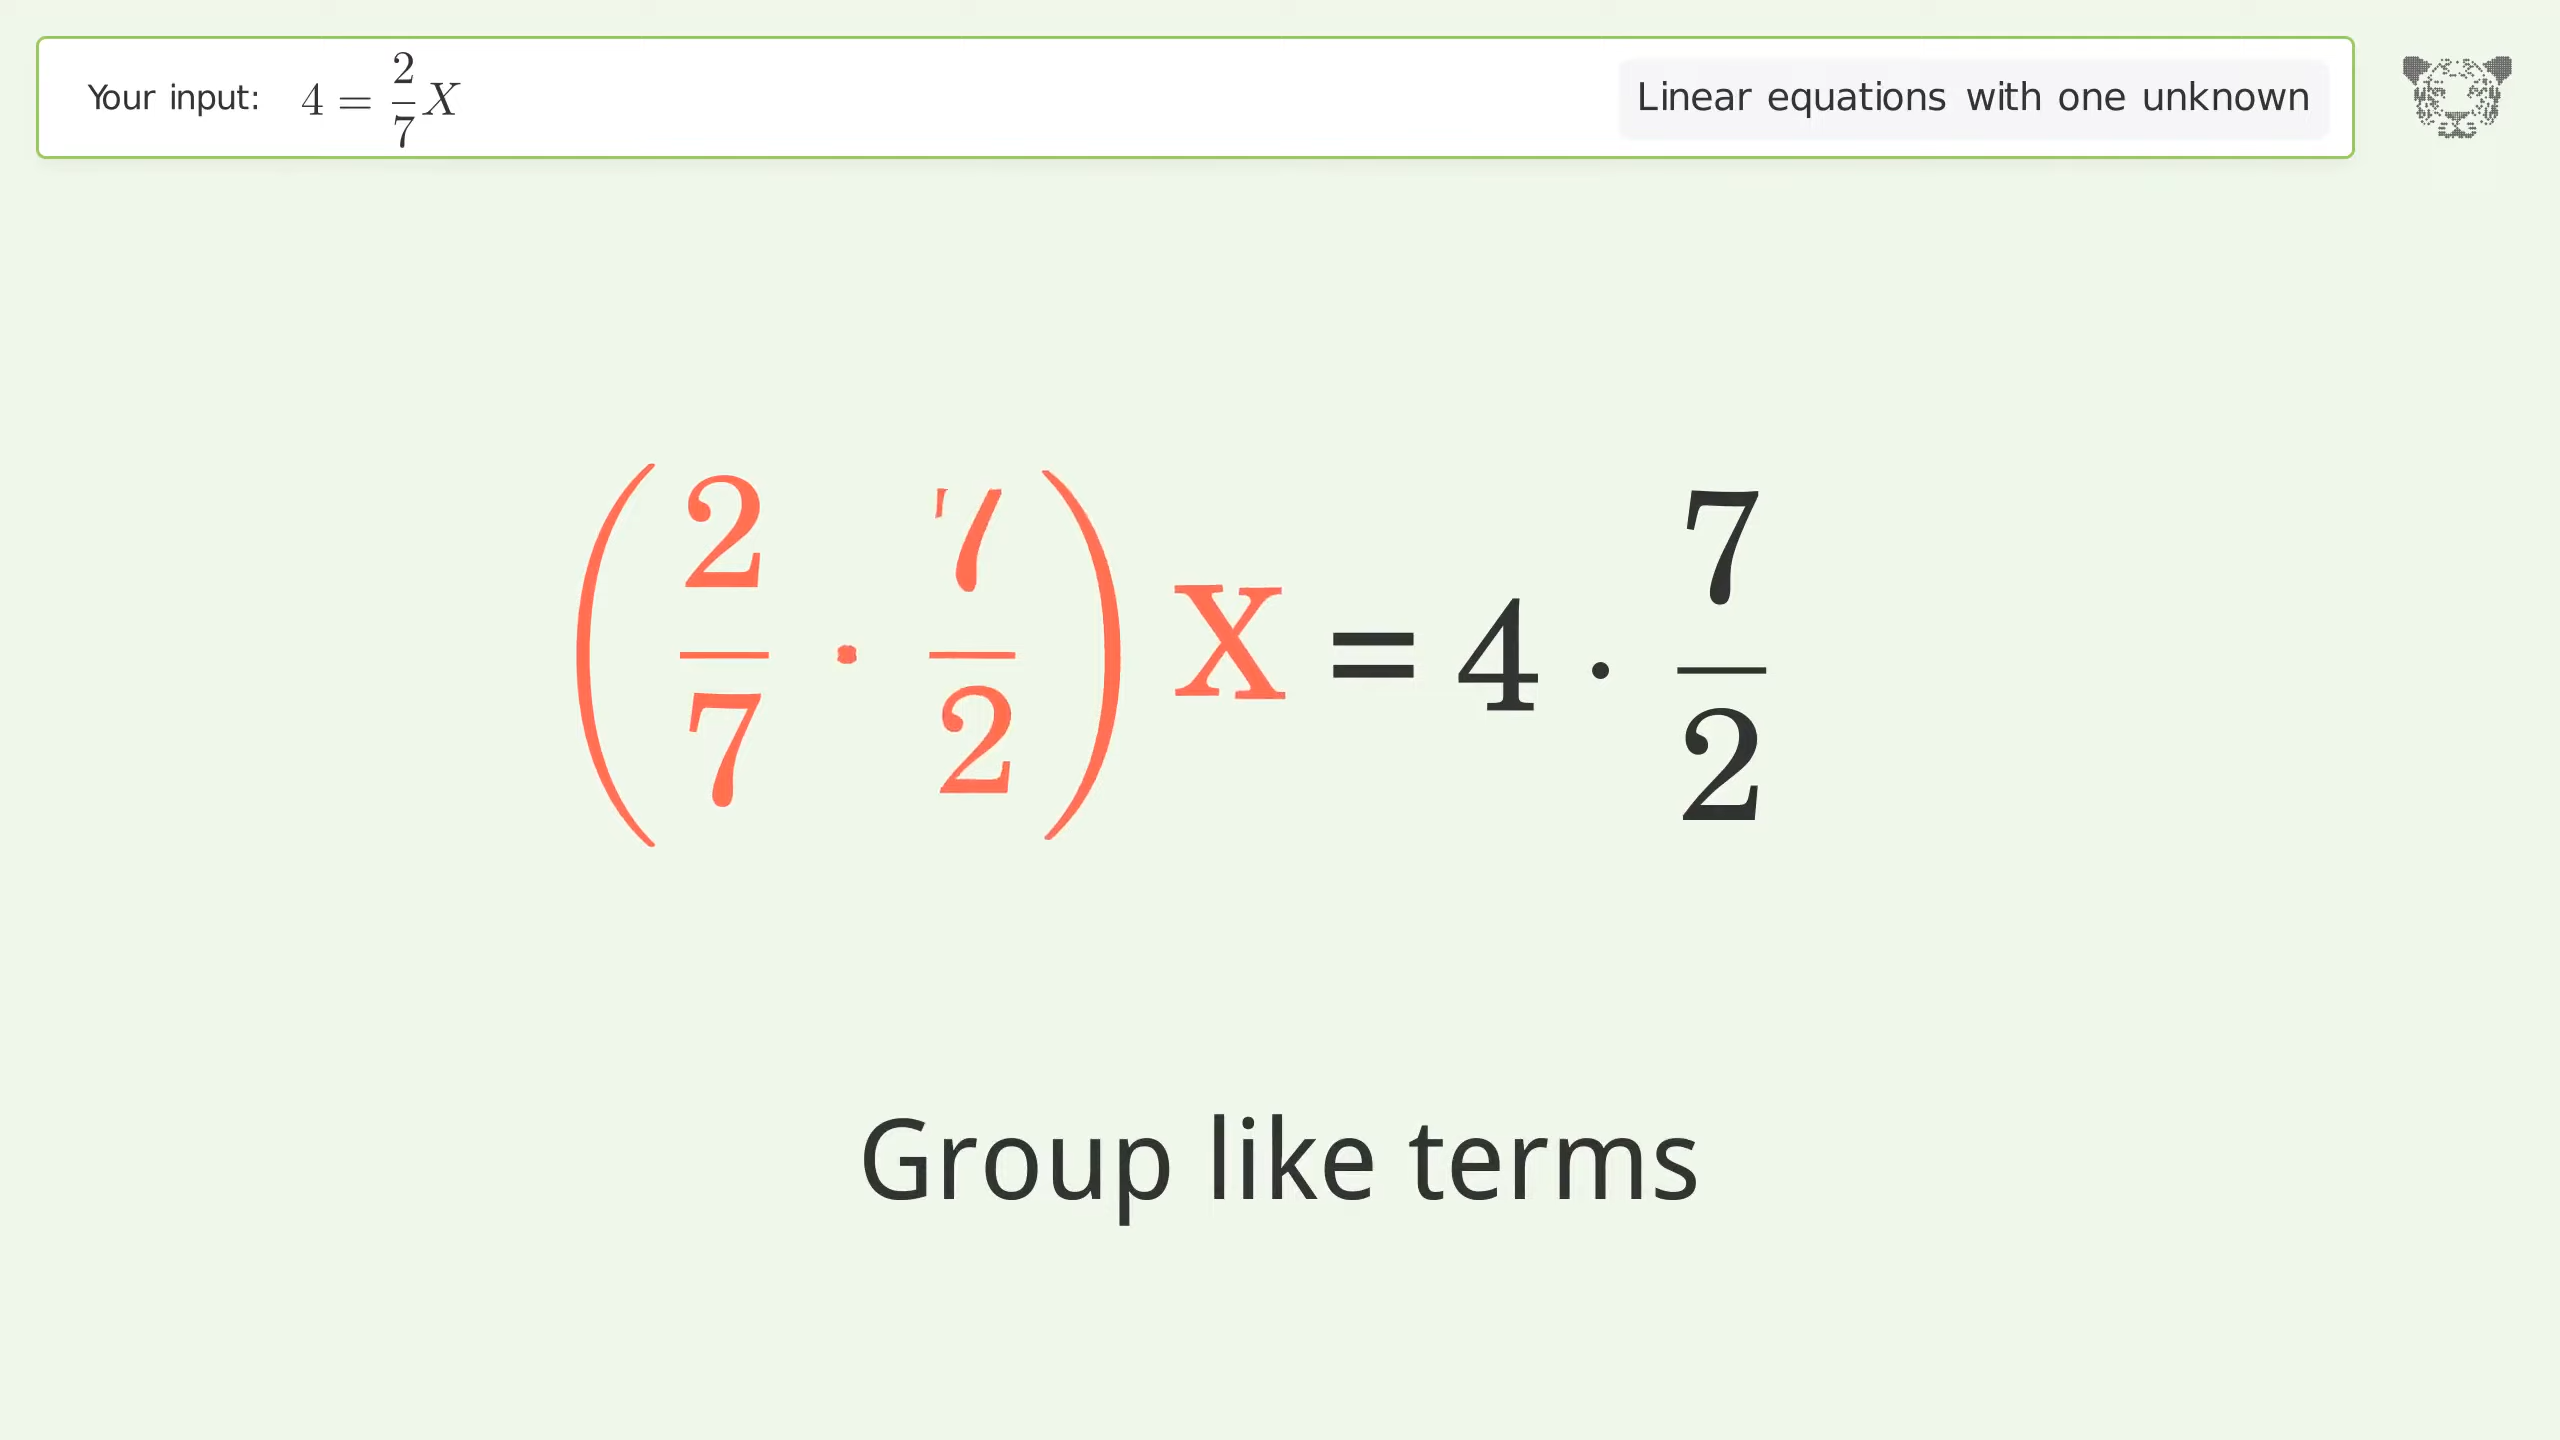 Your input: 4 = 2/7 X
Linear equations with one unknown
(2/7 · 7/2) X = 4 · 7/2
Group like terms